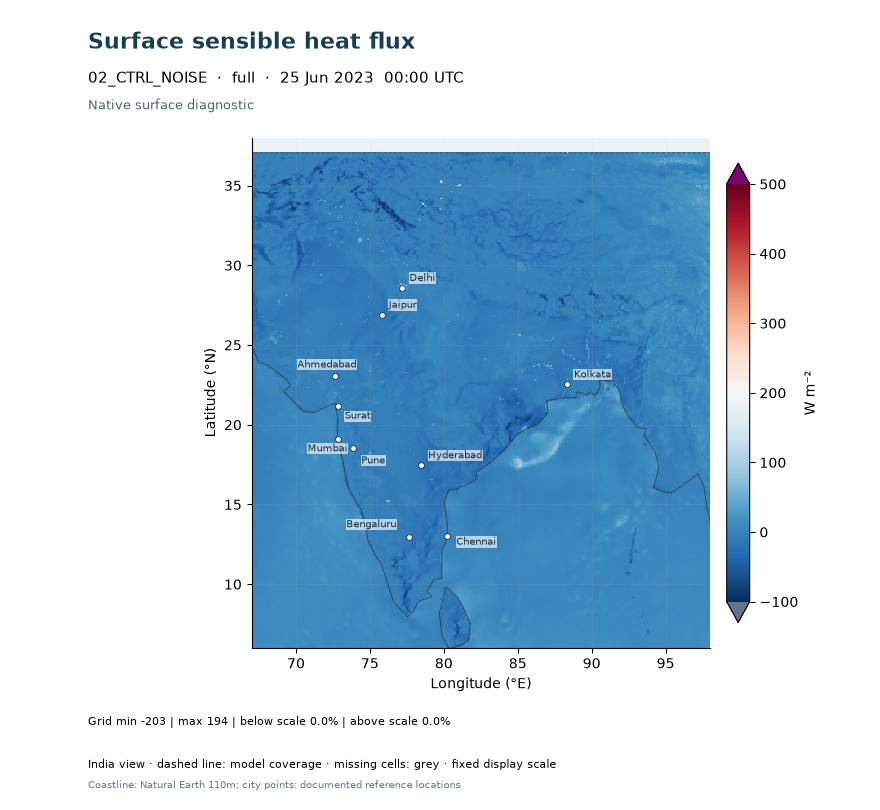 Surface sensible heat flux
02_CTRL_NOISE · full · 25 Jun 2023 00:00 UTC
Native surface diagnostic
35
30
25
20
15
10
Latitude (°N)
Delhi
Jaipur
Ahmedabad
Kolkata
Surat
Mumbai
Pune
Hyderabad
Bengaluru
Chennai
70
75
80
85
90
95
Longitude (°E)
500
400
300
200
100
0
−100
W m⁻²
Grid min -203 | max 194 | below scale 0.0% | above scale 0.0%
India view · dashed line: model coverage · missing cells: grey · fixed display scale
Coastline: Natural Earth 110m; city points: documented reference locations